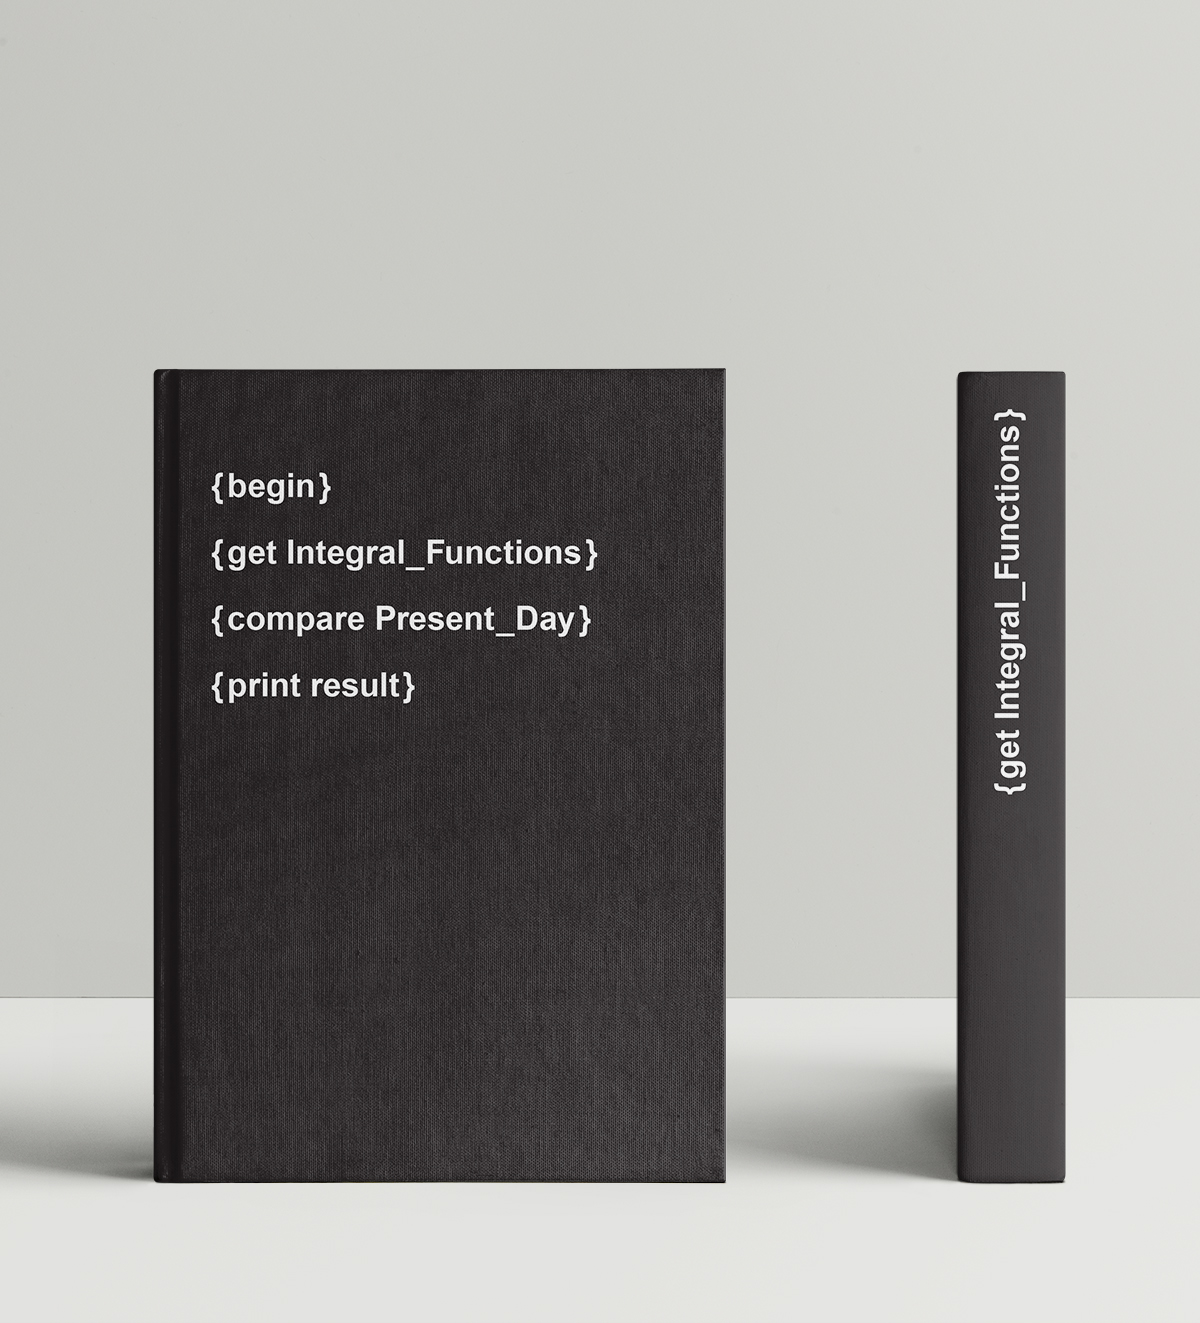 {begin}
{get Integral_Functions}
{compare Present_Day}
{print result}
{get Integral_Functions}